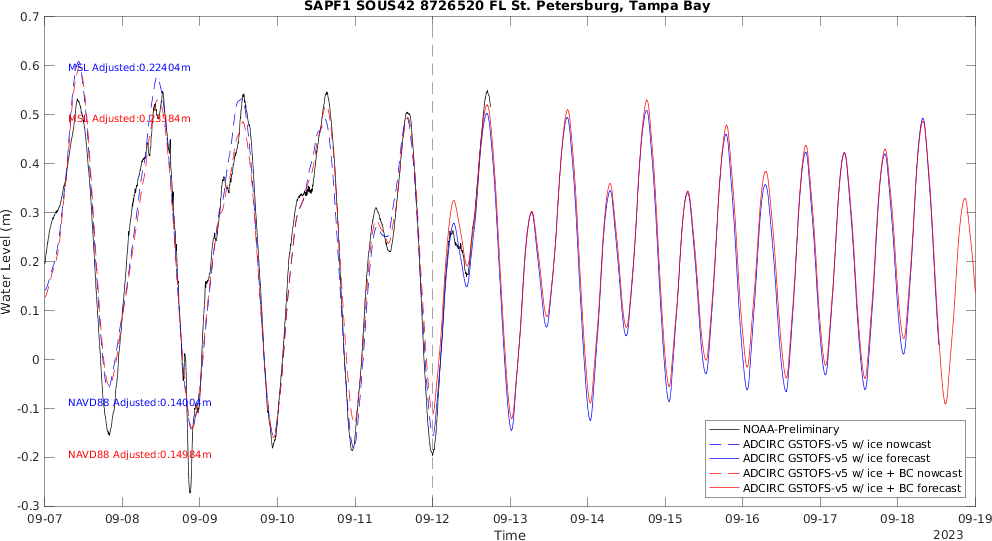 SAPF1 SOUS42 8726520 FL St. Petersburg, Tampa Bay
0.7
0.6
0.5
0.4
0.3
0.2
0.1
0
-0.1
-0.2
-0.3
Water Level (m)
MSL Adjusted:0.22404m
MSL Adjusted:0.23384m
NAVD88 Adjusted:0.14004m
NAVD88 Adjusted:0.14984m
NOAA-Preliminary
ADCIRC GSTOFS-v5 w/ ice nowcast
ADCIRC GSTOFS-v5 w/ ice forecast
ADCIRC GSTOFS-v5 w/ ice + BC nowcast
ADCIRC GSTOFS-v5 w/ ice + BC forecast
09-07 09-08 09-09 09-10 09-11 09-12 09-13 09-14 09-15 09-16 09-17 09-18 09-19
Time
2023